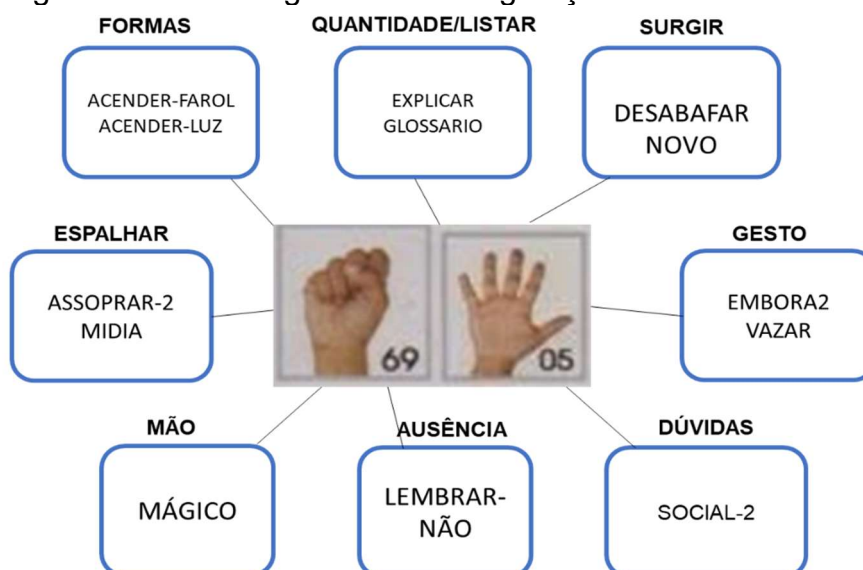 FORMAS
QUANTIDADE/LISTAR
SURGIR
ACENDER-FAROL
ACENDER-LUZ
EXPLICAR
GLOSSARIO
DESABAFAR
NOVO
ESPALHAR
GESTO
ASSOPRAR-2
MIDIA
69
05
EMBORA2
VAZAR
MÃO
AUSÊNCIA
DÚVIDAS
MÁGICO
LEMBRAR-
NÃO
SOCIAL-2